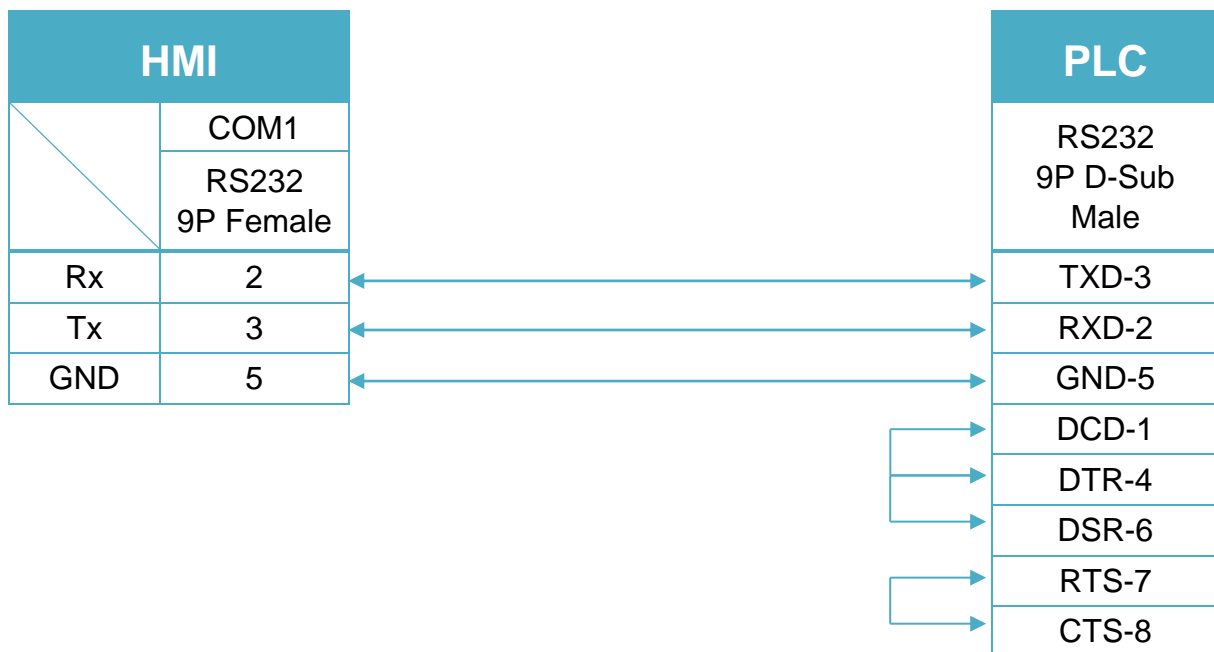 HMI
PLC
COM1
RS232
9P Female
RS232
9P D-Sub
Male
Rx 2 TXD-3
Tx 3 RXD-2
GND 5 GND-5
DCD-1
DTR-4
DSR-6
RTS-7
CTS-8